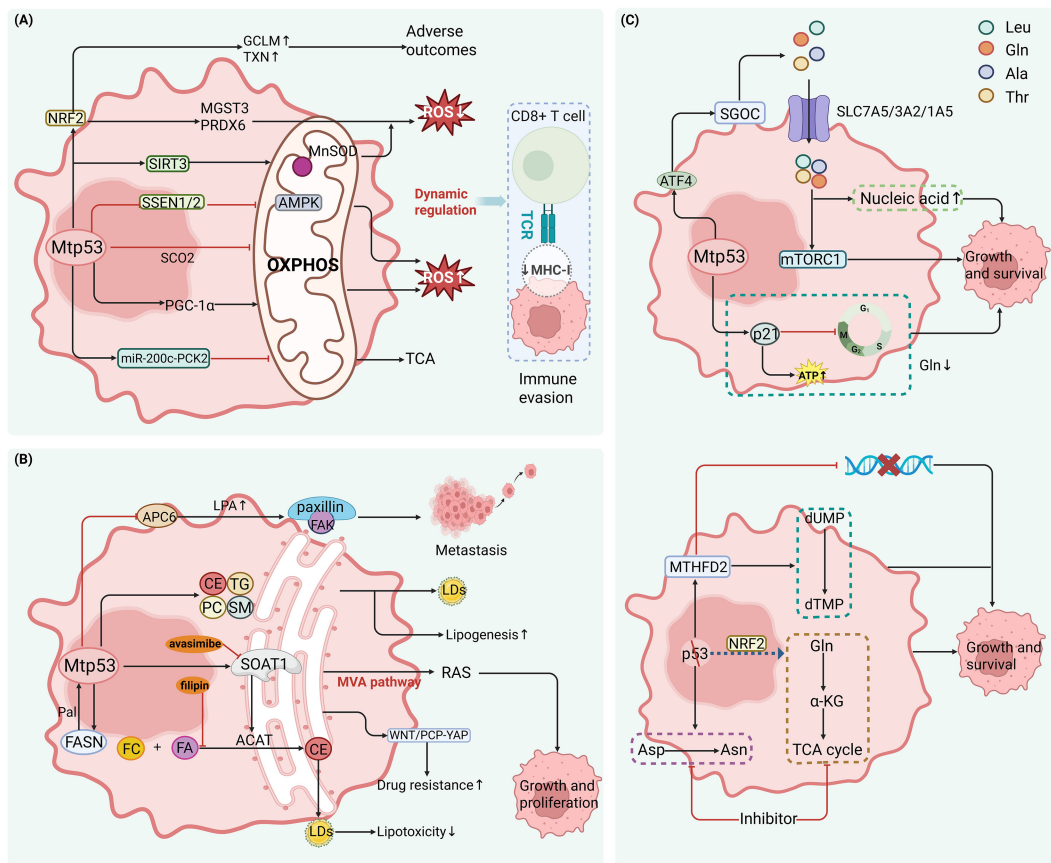 (A)
GCLM↑
TXN↑
Adverse
outcomes
NRF2
MGST3
PRDX6
ROS↓
CD8+ T cell
SIRT3
MnSOD
SSEN1/2
AMPK
Dynamic
regulation
TCR
Mtp53
SCO2
OXPHOS
↓MHC-I
ROS↑
PGC-1α
miR-200c-PCK2
TCA
Immune
evasion
(B)
APC6
LPA↑
paxillin
FAK
Metastasis
CE
TG
PC
SM
LDs
Lipogenesis↑
avasimibe
Mtp53
SOAT1
filipin
MVA pathway
RAS
Pal
FASN
FC
+
FA
ACAT
CE
WNT/PCP-YAP
Drug resistance↑
Growth and
proliferation
LDs
Lipotoxicity↓
(C)
Leu
Gln
Ala
Thr
SGOC
SLC7A5/3A2/1A5
ATF4
Nucleic acid↑
Mtp53
mTORC1
Growth
and survival
p21
G₁
S
G₂
M
ATP↑
Gln↓
dUMP
MTHFD2
dTMP
p53
NRF2
Gln
Growth and
survival
α-KG
Asp
Asn
TCA cycle
Inhibitor